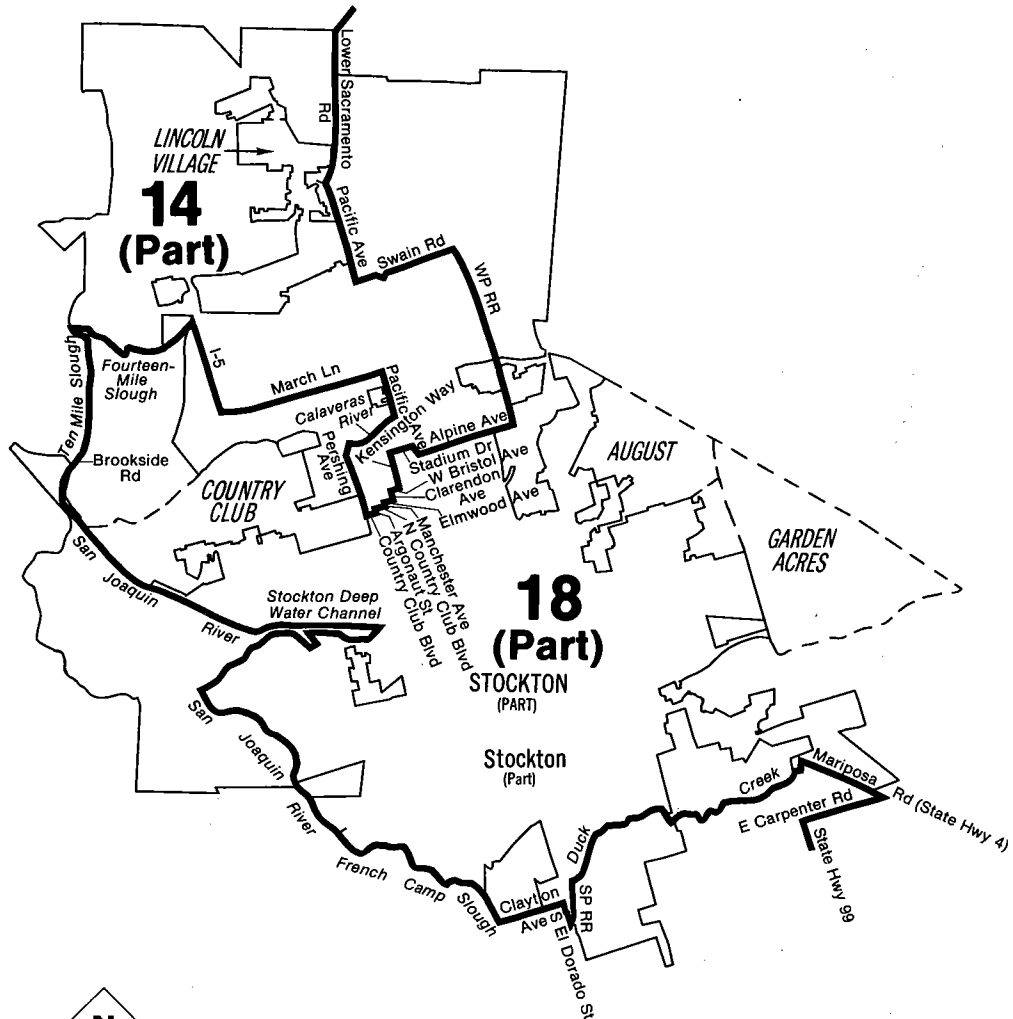 Lower Sacramento
Rd
LINCOLN
VILLAGE
14
(Part)
Pacific Ave
Swain Rd
WP RR
Ten Mile Slough
Fourteen-
Mile
Slough
I-5
March Ln
Pacific Ave
Calaveras
River
Kensington Way
Alpine Ave
Pershing
Ave
Stadium Dr
W Bristol Ave
Clarendon
Ave
Elmwood Ave
Brookside
Rd
COUNTRY
CLUB
AUGUST
GARDEN
ACRES
Manchester Ave
N Country Club Blvd
Argonaut St
Country Club Blvd
San Joaquin River
Stockton Deep
Water Channel
18
(Part)
STOCKTON
(PART)
Stockton
(Part)
San Joaquin River
French Camp Slough
Clayton
Ave
S El Dorado St
SP RR
Duck Creek
Mariposa Rd (State Hwy 4)
E Carpenter Rd
State Hwy 99
N